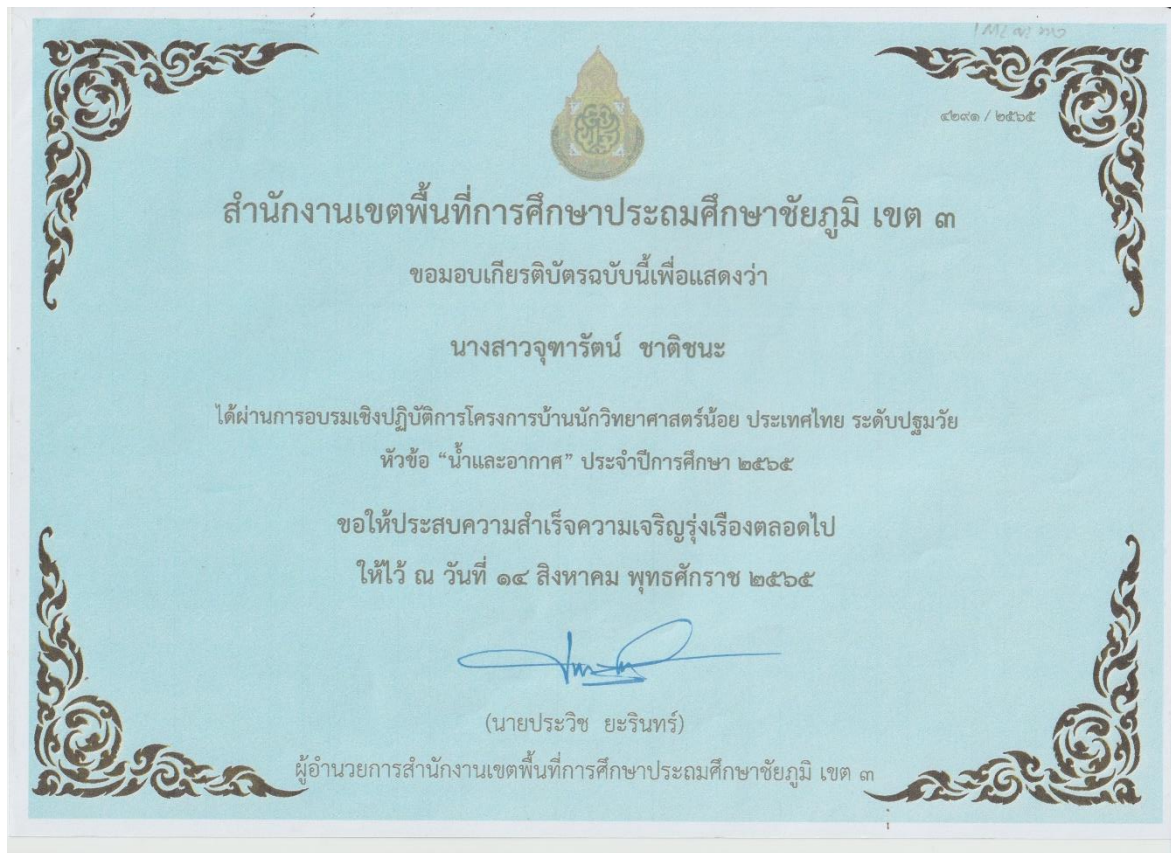 ๔๒๙๑ / ๒๕๖๕
สำนักงานเขตพื้นที่การศึกษาประถมศึกษาชัยภูมิ เขต ๓
ขอมอบเกียรติบัตรฉบับนี้เพื่อแสดงว่า
นางสาวจุฑารัตน์ ชาติชนะ
ได้ผ่านการอบรมเชิงปฏิบัติการโครงการบ้านนักวิทยาศาสตร์น้อย ประเทศไทย ระดับปฐมวัย
หัวข้อ “น้ำและอากาศ” ประจำปีการศึกษา ๒๕๖๕
ขอให้ประสบความสำเร็จความเจริญรุ่งเรืองตลอดไป
ให้ไว้ ณ วันที่ ๑๔ สิงหาคม พุทธศักราช ๒๕๖๕
(นายประวิช ยะรินทร์)
ผู้อำนวยการสำนักงานเขตพื้นที่การศึกษาประถมศึกษาชัยภูมิ เขต ๓